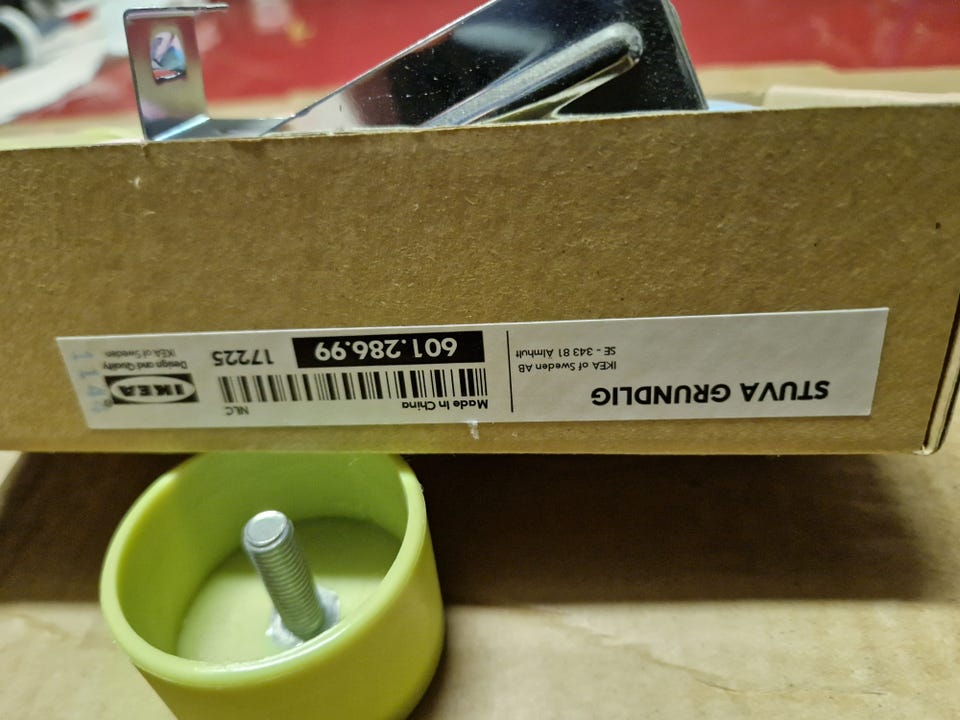 STUVA GRUNDLIG
IKEA of Sweden AB
SE - 343 81 Älmhult
Made in China NLC
601.286.99 17225
IKEA
Design and Quality
IKEA of Sweden